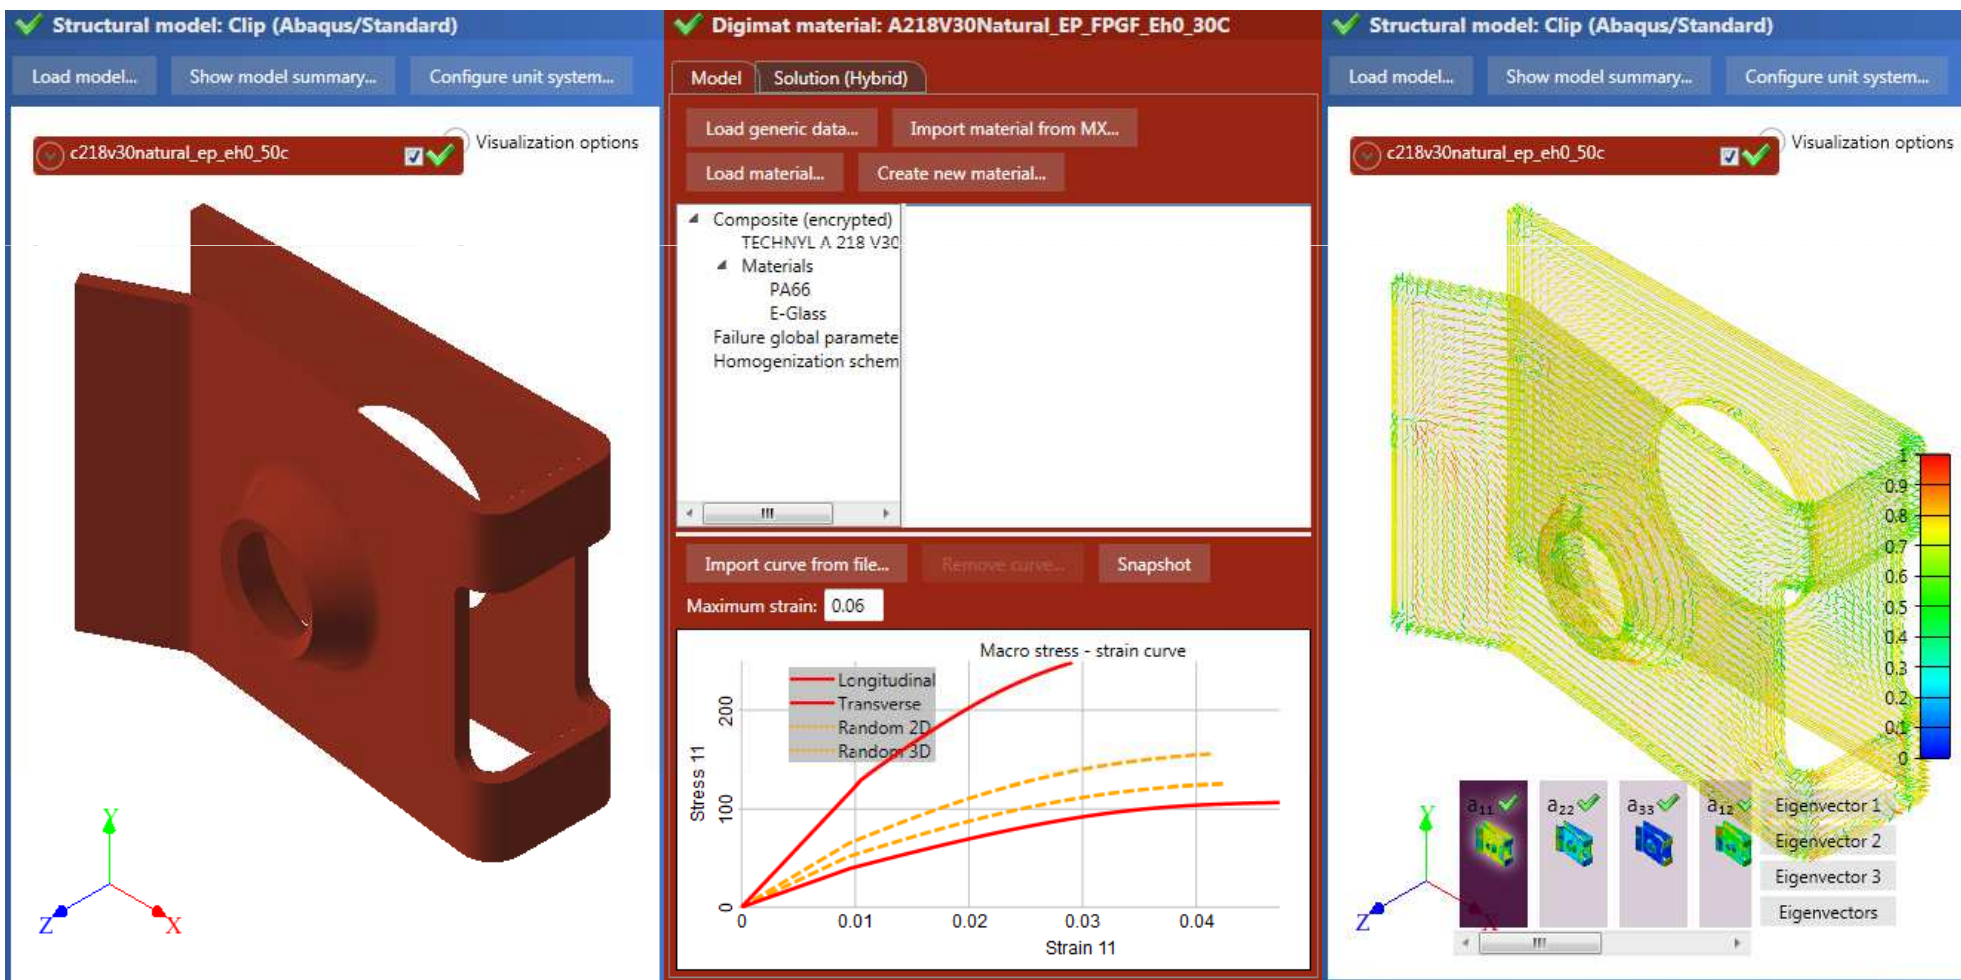 Structural model: Clip (Abaqus/Standard)
Load model...
Show model summary...
Configure unit system...
c218v30natural_ep_eh0_50c
Visualization options
Y
Z
X
Digimat material: A218V30Natural_EP_FPGF_Eh0_30C
Model
Solution (Hybrid)
Load generic data...
Import material from MX...
Load material...
Create new material...
Composite (encrypted)
TECHNYL A 218 V30
Materials
PA66
E-Glass
Failure global paramete
Homogenization schem
Import curve from file...
Remove curve...
Snapshot
Maximum strain: 0.06
Macro stress - strain curve
Longitudinal
Transverse
Random 2D
Random 3D
Stress 11
200
100
0
0
0.01
0.02
0.03
0.04
Strain 11
Structural model: Clip (Abaqus/Standard)
Load model...
Show model summary...
Configure unit system...
c218v30natural_ep_eh0_50c
Visualization options
1
0.9
0.8
0.7
0.6
0.5
0.4
0.3
0.2
0.1
0
a11
a22
a33
a12
Eigenvector 1
Eigenvector 2
Eigenvector 3
Eigenvectors
Y
Z
X